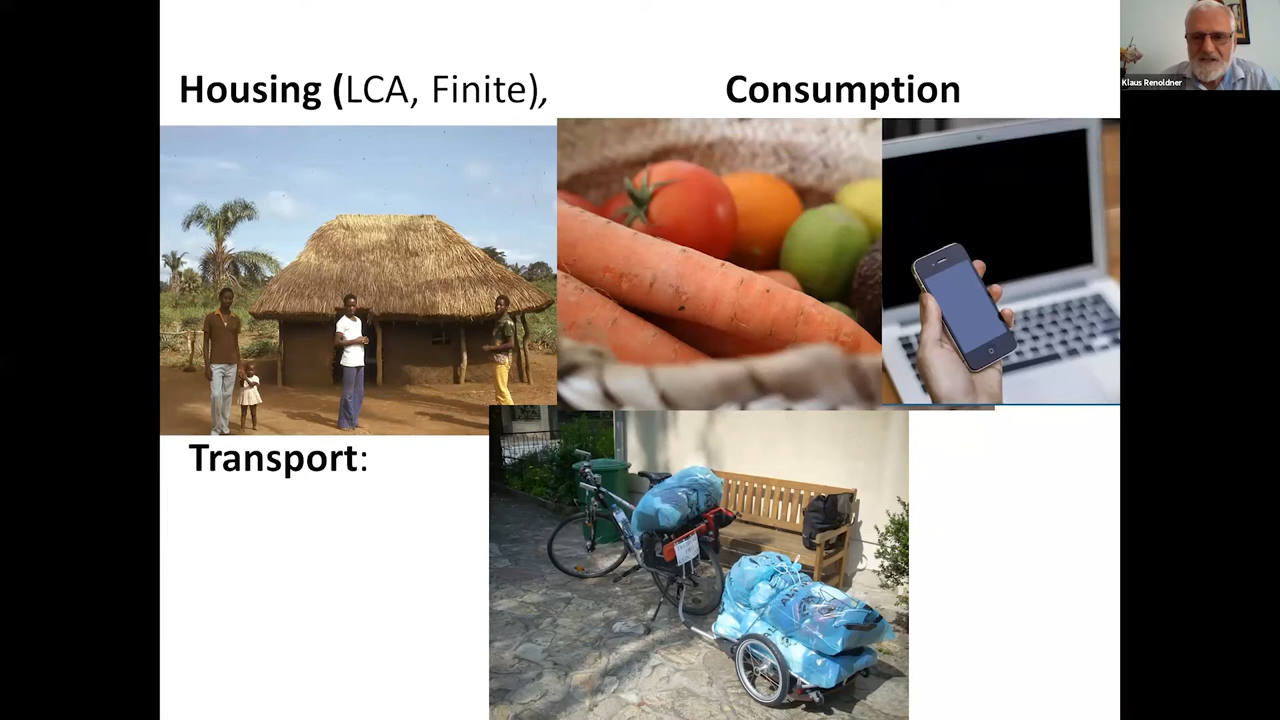 Housing (LCA, Finite),
Consumption
Klaus Renoldner
Transport: